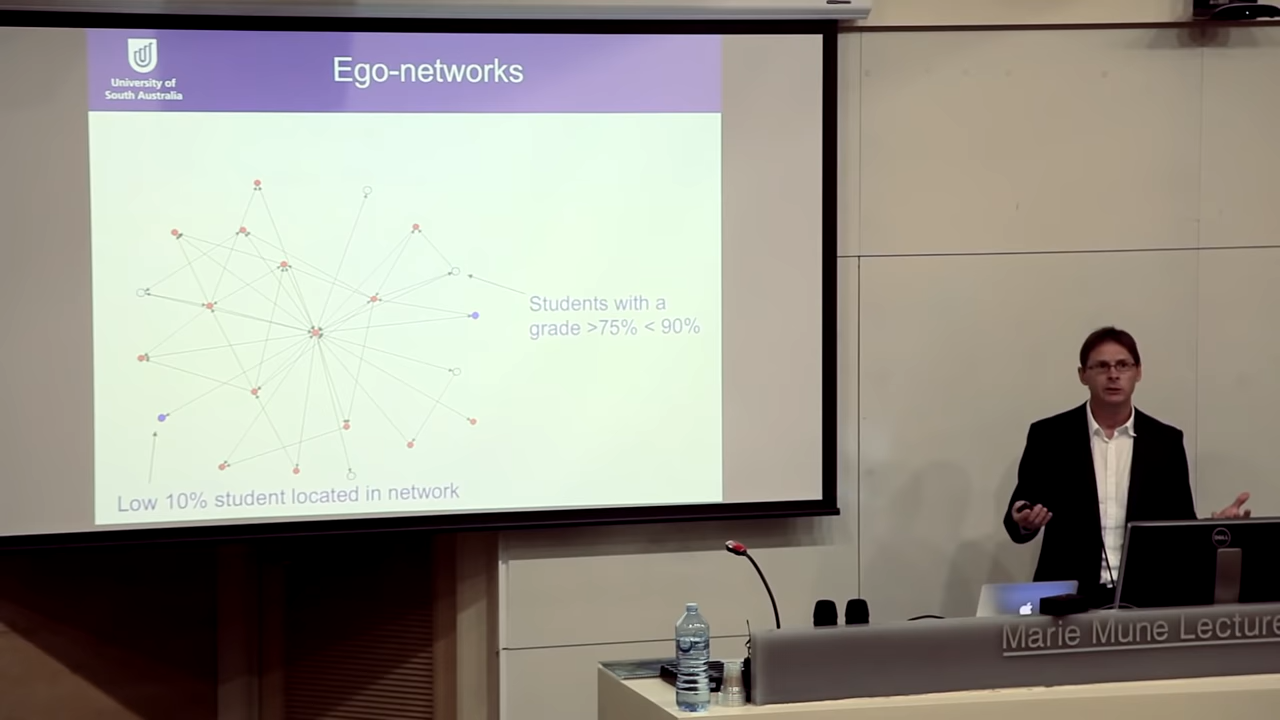 University of
South Australia
Ego-networks
Students with a
grade >75% < 90%
Low 10% student located in network
DELL
Marie Mune Lecture